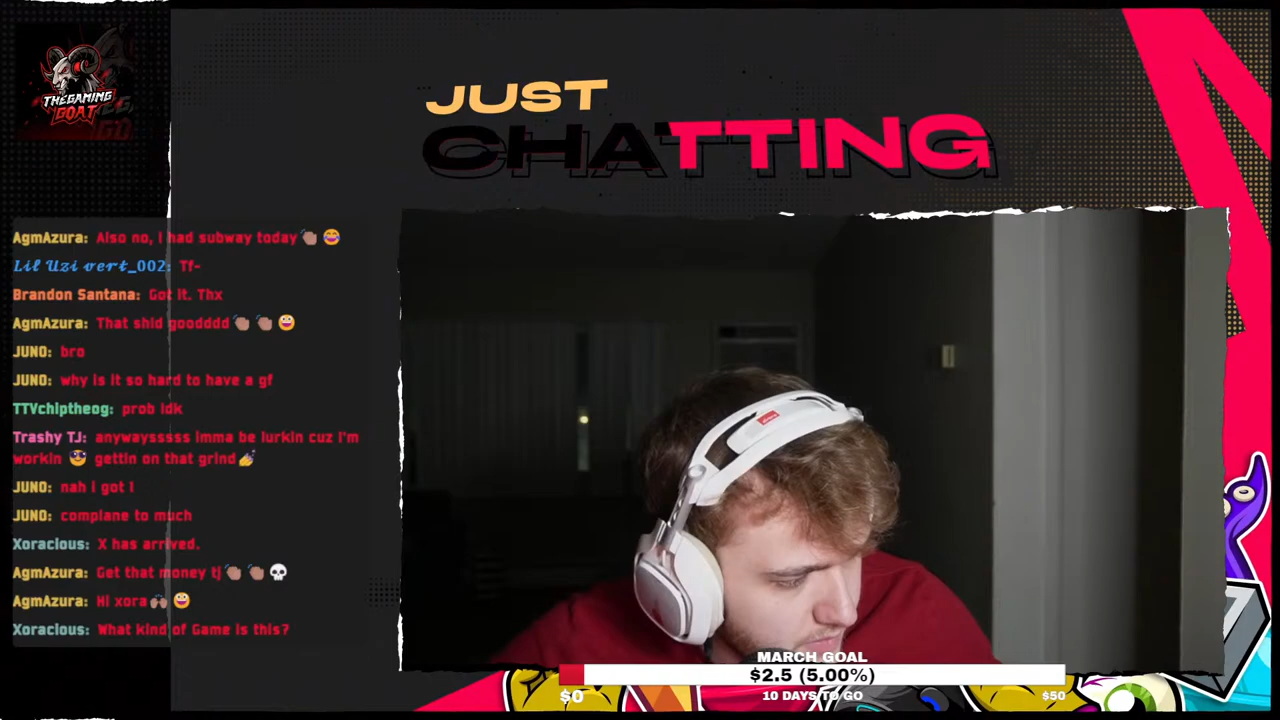 THEGAMING
GOAT
JUST
CHATTING
AgmAzura: Also no, I had subway today👏🏽😂
Lil Uzi vert_002: Tf-
Brandon Santana: Got it. Thx
AgmAzura: That shid goodddd👏🏽👏🏽😃
JUNO: bro
JUNO: why is it so hard to have a gf
TTVchiptheog: prob idk
Trashy TJ: anywaysssss imma be lurkin cuz I'm
workin 😎 gettin on that grind💅
JUNO: nah i got 1
JUNO: complane to much
Xoracious: X has arrived.
AgmAzura: Get that money tj👏🏽👏🏽💀
AgmAzura: Hi xora🙌🏽😃
Xoracious: What kind of Game is this?
MARCH GOAL
$2.5 (5.00%)
$0 10 DAYS TO GO $50